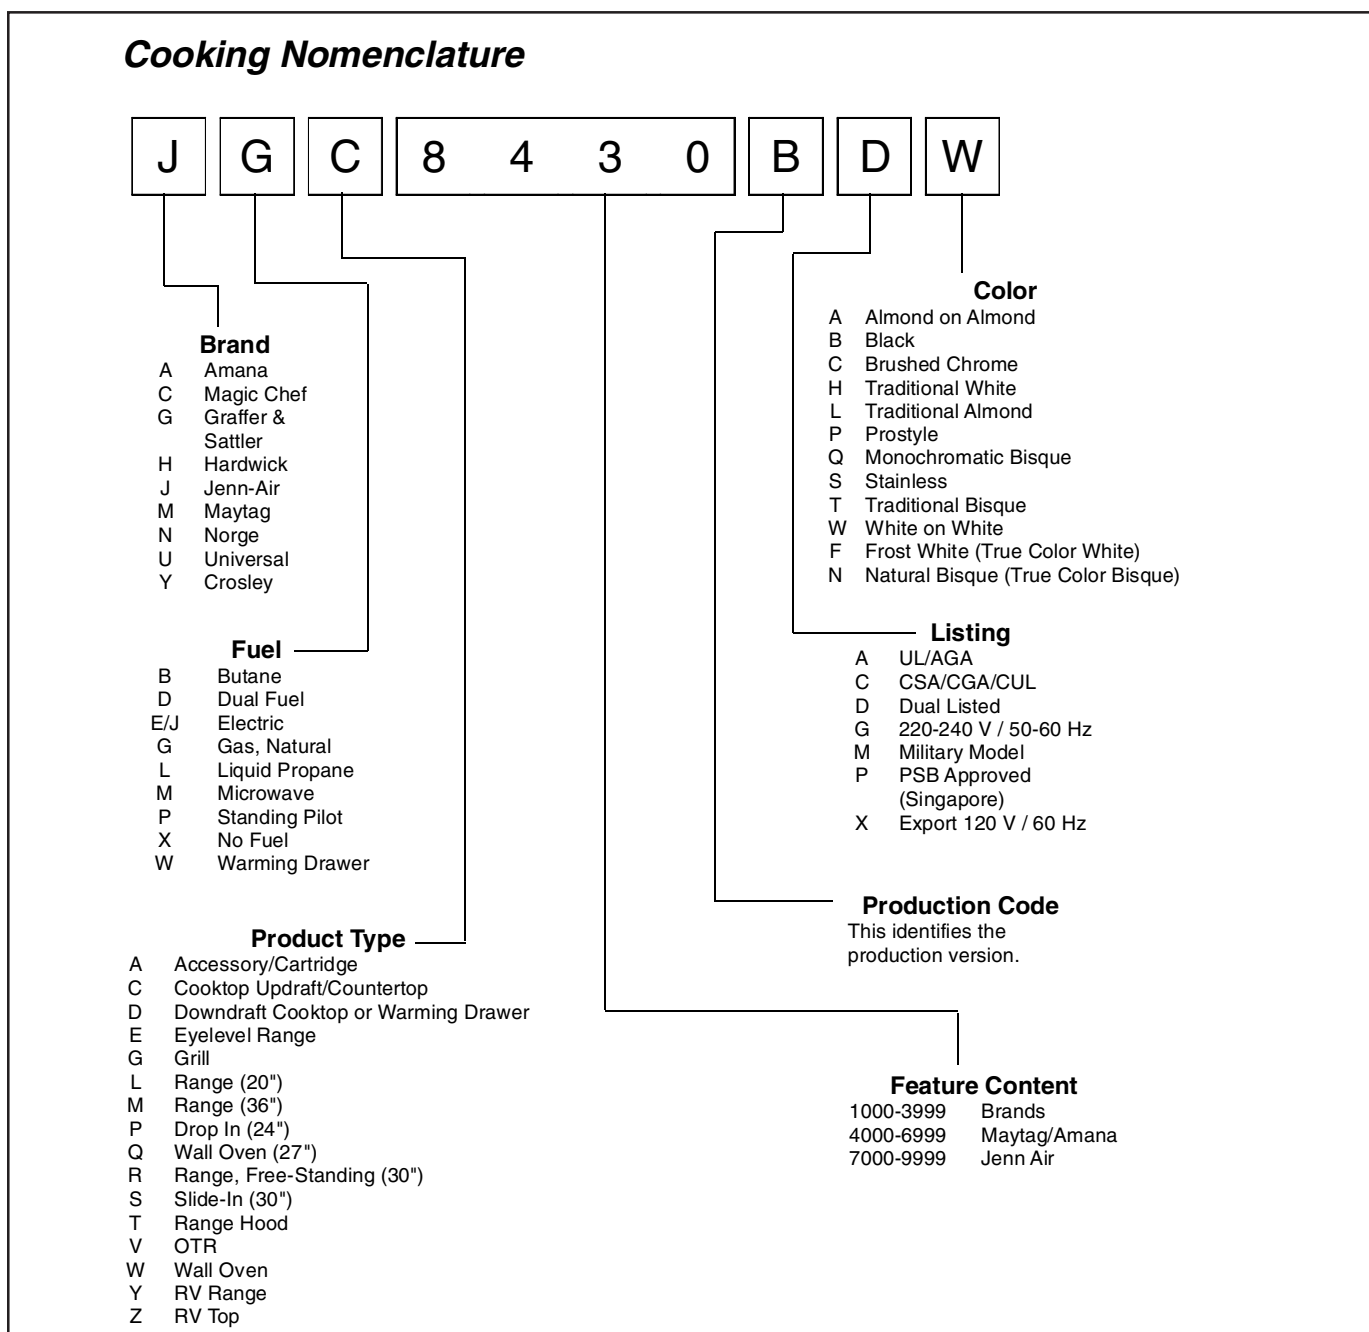 Cooking Nomenclature
J G C 8 4 3 0 B D W
Brand
A Amana
C Magic Chef
G Graffer &
Sattler
H Hardwick
J Jenn-Air
M Maytag
N Norge
U Universal
Y Crosley
Fuel
B Butane
D Dual Fuel
E/J Electric
G Gas, Natural
L Liquid Propane
M Microwave
P Standing Pilot
X No Fuel
W Warming Drawer
Product Type
A Accessory/Cartridge
C Cooktop Updraft/Countertop
D Downdraft Cooktop or Warming Drawer
E Eyelevel Range
G Grill
L Range (20")
M Range (36")
P Drop In (24")
Q Wall Oven (27")
R Range, Free-Standing (30")
S Slide-In (30")
T Range Hood
V OTR
W Wall Oven
Y RV Range
Z RV Top
Color
A Almond on Almond
B Black
C Brushed Chrome
H Traditional White
L Traditional Almond
P Prostyle
Q Monochromatic Bisque
S Stainless
T Traditional Bisque
W White on White
F Frost White (True Color White)
N Natural Bisque (True Color Bisque)
Listing
A UL/AGA
C CSA/CGA/CUL
D Dual Listed
G 220-240 V / 50-60 Hz
M Military Model
P PSB Approved
(Singapore)
X Export 120 V / 60 Hz
Production Code
This identifies the
production version.
Feature Content
1000-3999 Brands
4000-6999 Maytag/Amana
7000-9999 Jenn Air